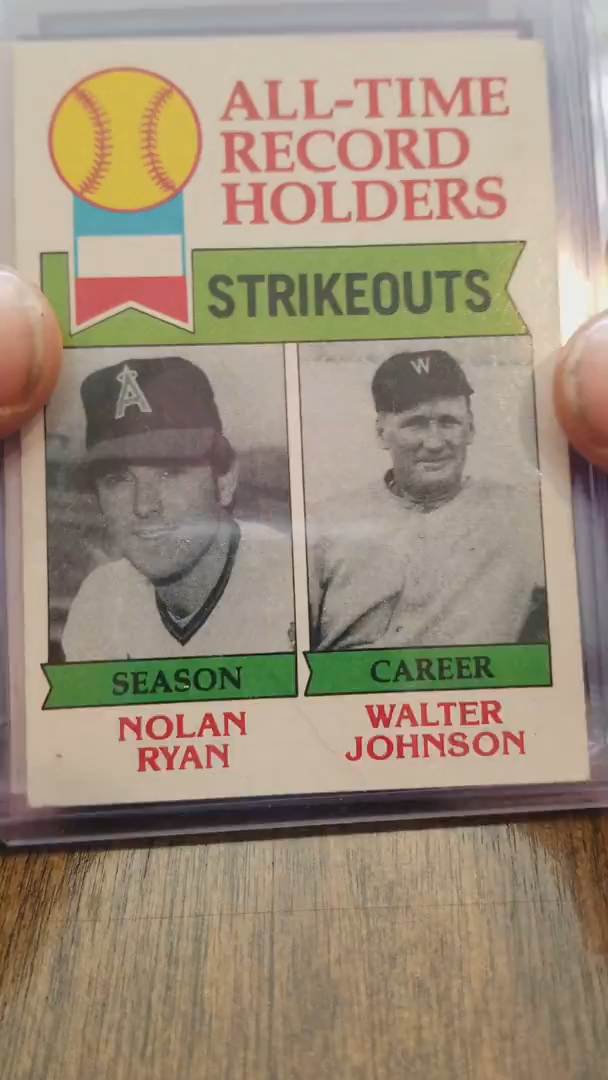 ALL-TIME
RECORD
HOLDERS
STRIKEOUTS
A
W
SEASON
CAREER
NOLAN
RYAN
WALTER
JOHNSON